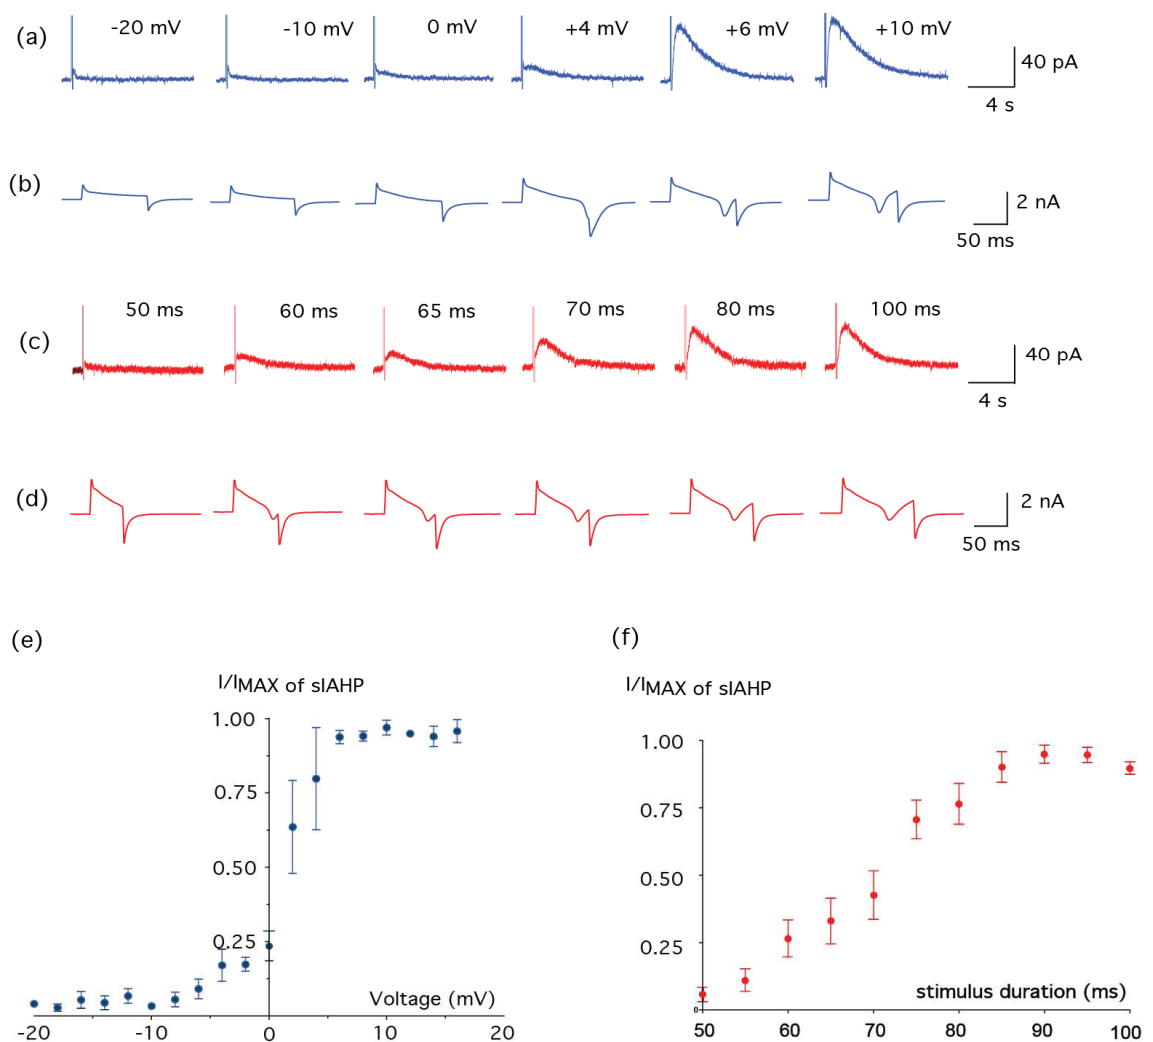 (a)
-20 mV
-10 mV
0 mV
+4 mV
+6 mV
+10 mV
40 pA
4 s
(b)
2 nA
50 ms
(c)
50 ms
60 ms
65 ms
70 ms
80 ms
100 ms
40 pA
4 s
(d)
2 nA
50 ms
(e)
I/IMAX of sIAHP
1.00
0.75
0.50
0.25
Voltage (mV)
-20
-10
0
10
20
(f)
I/IMAX of sIAHP
1.00
0.75
0.50
0.25
0
stimulus duration (ms)
50
60
70
80
90
100